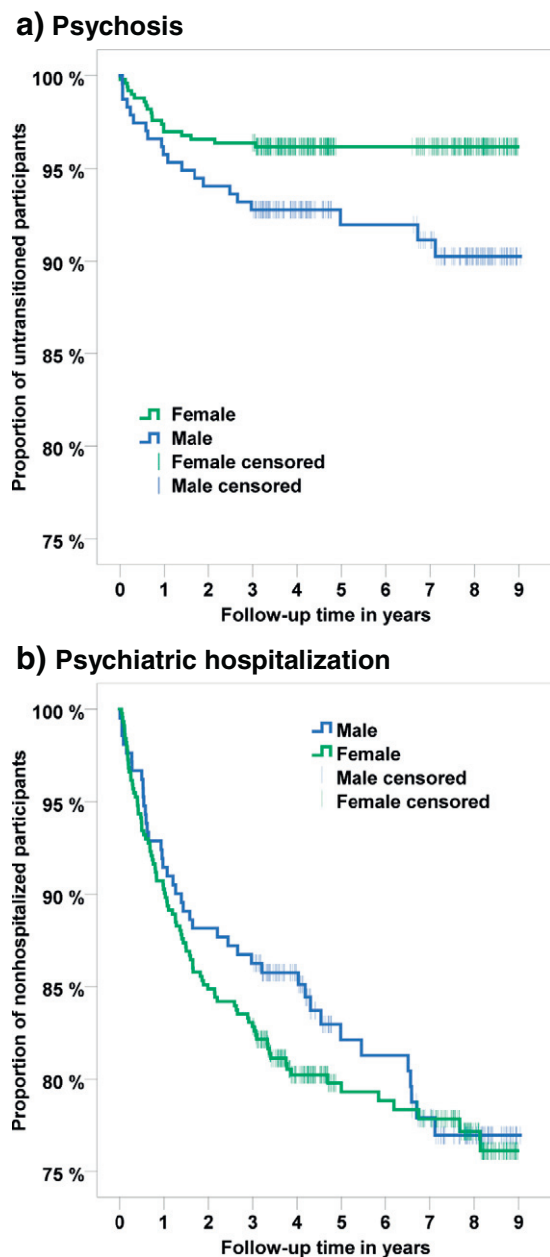 a) Psychosis
Proportion of untransitioned participants
100 %
95 %
90 %
85 %
80 %
75 %
Female
Male
Female censored
Male censored
0 1 2 3 4 5 6 7 8 9
Follow-up time in years
b) Psychiatric hospitalization
Proportion of nonhospitalized participants
100 %
95 %
90 %
85 %
80 %
75 %
Male
Female
Male censored
Female censored
0 1 2 3 4 5 6 7 8 9
Follow-up time in years